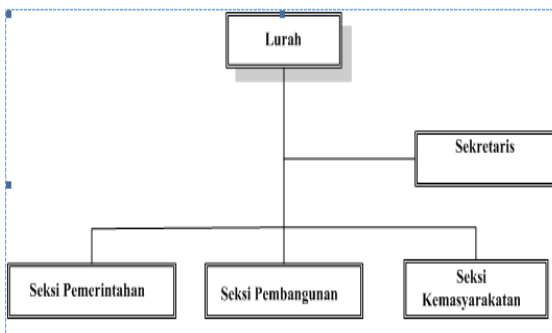 Lurah
Sekretaris
Seksi Pemerintahan
Seksi Pembangunan
Seksi
Kemasyarakatan